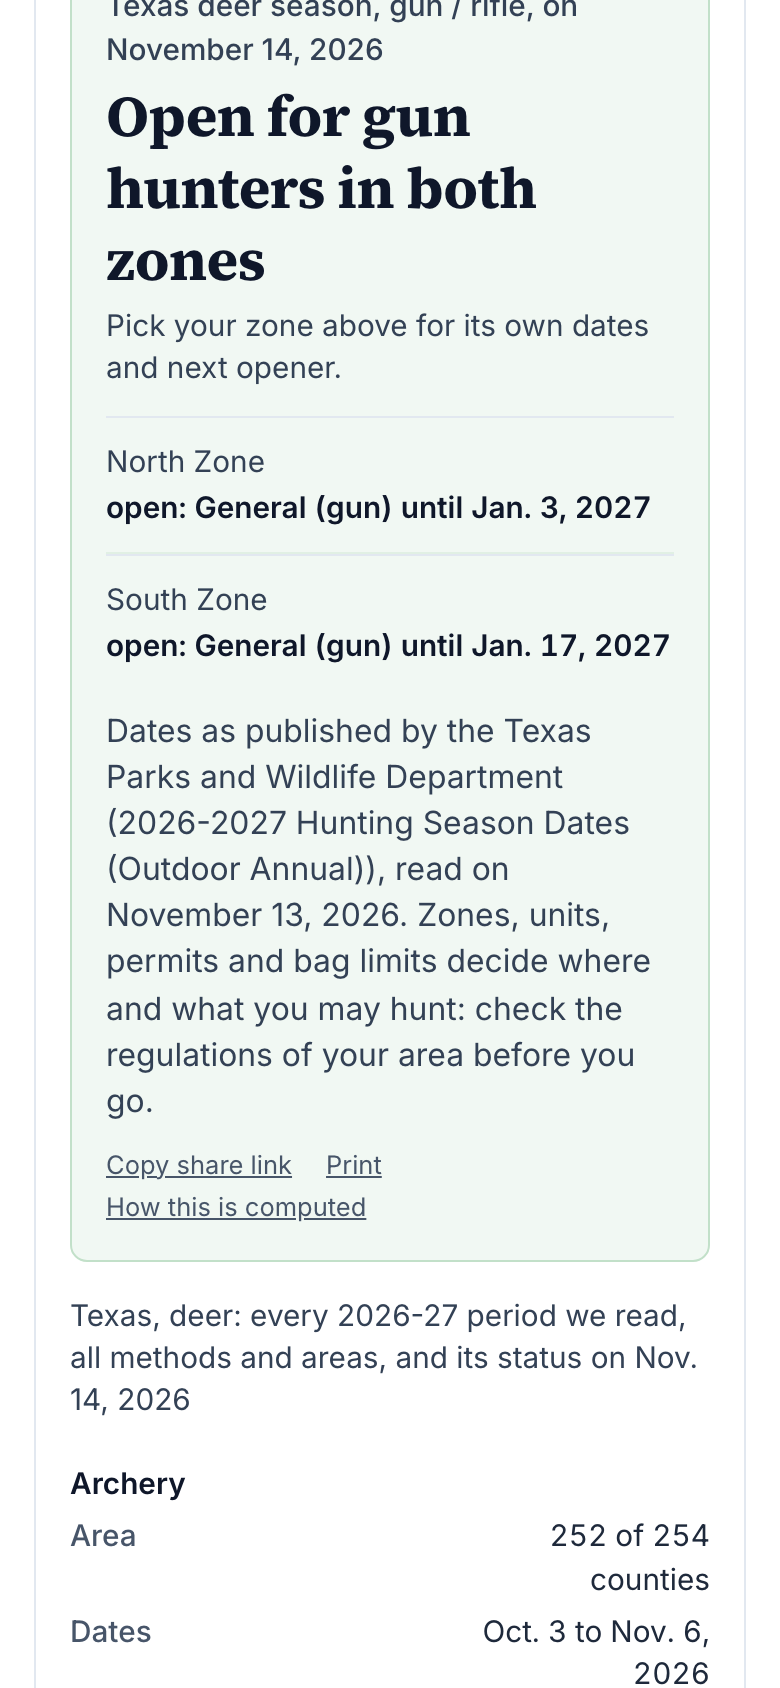 Texas deer season, gun / rifle, on
November 14, 2026
Open for gun
hunters in both
zones
Pick your zone above for its own dates
and next opener.
North Zone
open: General (gun) until Jan. 3, 2027
South Zone
open: General (gun) until Jan. 17, 2027
Dates as published by the Texas
Parks and Wildlife Department
(2026-2027 Hunting Season Dates
(Outdoor Annual)), read on
November 13, 2026. Zones, units,
permits and bag limits decide where
and what you may hunt: check the
regulations of your area before you
go.
Copy share link Print
How this is computed
Texas, deer: every 2026-27 period we read,
all methods and areas, and its status on Nov.
14, 2026
Archery
Area 252 of 254
counties
Dates Oct. 3 to Nov. 6,
2026